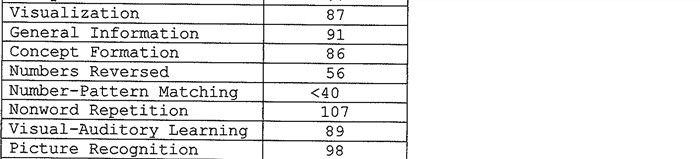 Visualization 87
General Information 91
Concept Formation 86
Numbers Reversed 56
Number-Pattern Matching <40
Nonword Repetition 107
Visual-Auditory Learning 89
Picture Recognition 98